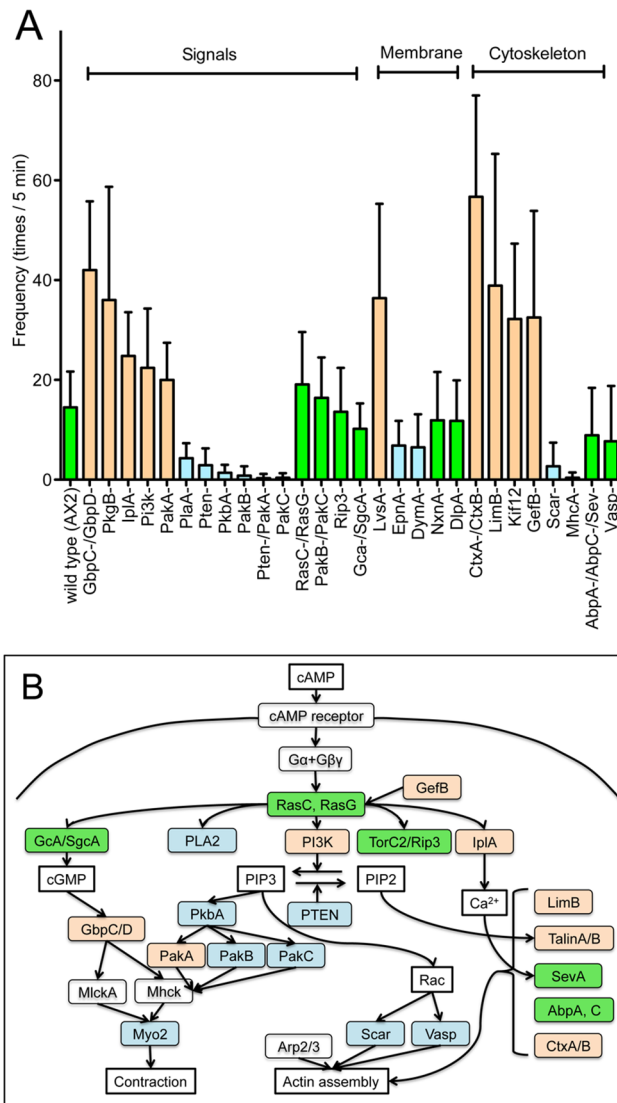 A
Signals
Membrane
Cytoskeleton
Frequency (times / 5 min)
80
60
40
20
0
wild type (AX2)
GbpC-/GbpD-
PkgB-
IplA-
Pi3k-
PakA-
PlaA-
Pten-
PkbA-
PakB-
Pten-/PakA-
PakC-
RasC-/RasG-
PakB-/PakC-
Rip3-
Gca-/SgcA-
LvsA-
EpnA-
DymA-
NxnA-
DlpA-
CtxA-/CtxB-
LimB-
Kif12-
GefB-
Scar-
MhcA-
AbpA-/AbpC-/Sev-
Vasp-
B
cAMP
cAMP receptor
Gα+Gβγ
GefB
RasC, RasG
GcA/SgcA
PLA2
PI3K
TorC2/Rip3
IplA
cGMP
PIP3
PIP2
Ca2+
LimB
PkbA
PTEN
GbpC/D
TalinA/B
PakA
PakB
PakC
Rac
SevA
MlckA
Mhck
AbpA, C
Myo2
Scar
Vasp
Arp2/3
CtxA/B
Contraction
Actin assembly